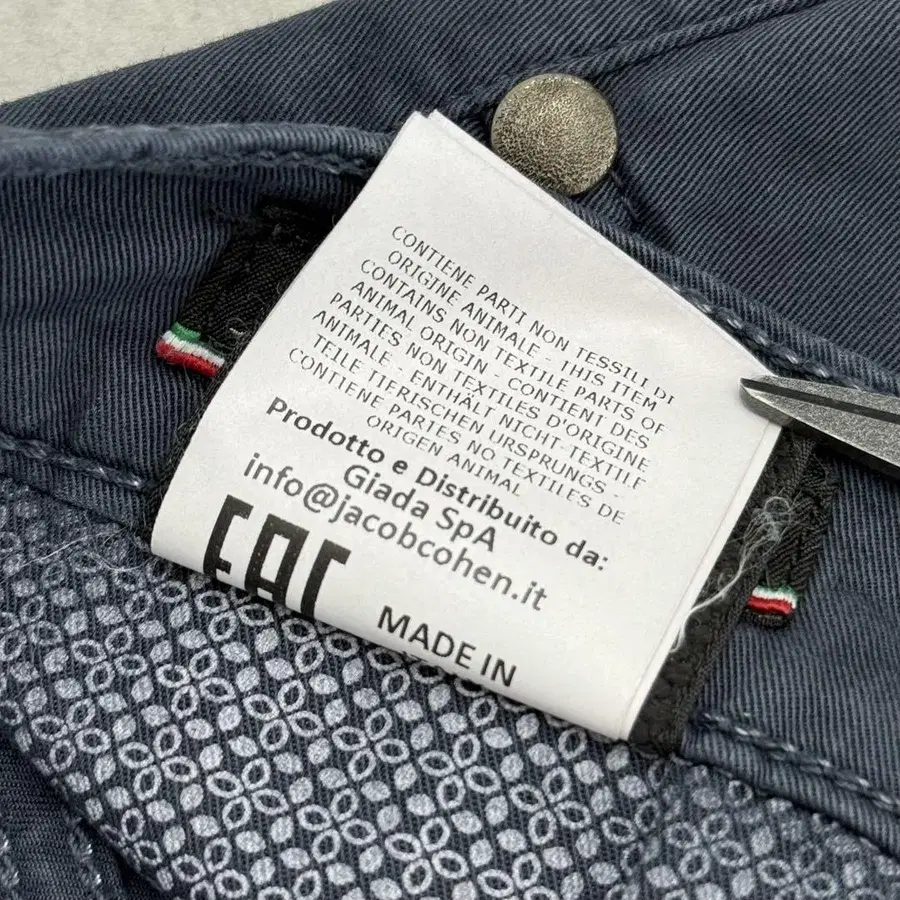 CONTIENE PARTI NON TESSILI DI
ORIGINE ANIMALE - THIS ITEM
CONTAINS NON TEXTILE PARTS OF
ANIMAL ORIGIN - CONTIENT DES
PARTIES NON TEXTILES D'ORIGINE
ANIMALE - ENTHÄLT NICHT-TEXTILE
TEILE TIERISCHEN URSPRUNGS -
CONTIENE PARTES NO TEXTILES DE
ORIGEN ANIMAL
Prodotto e Distribuito da:
Giada SpA
info@jacobcohen.it
EAC
MADE IN